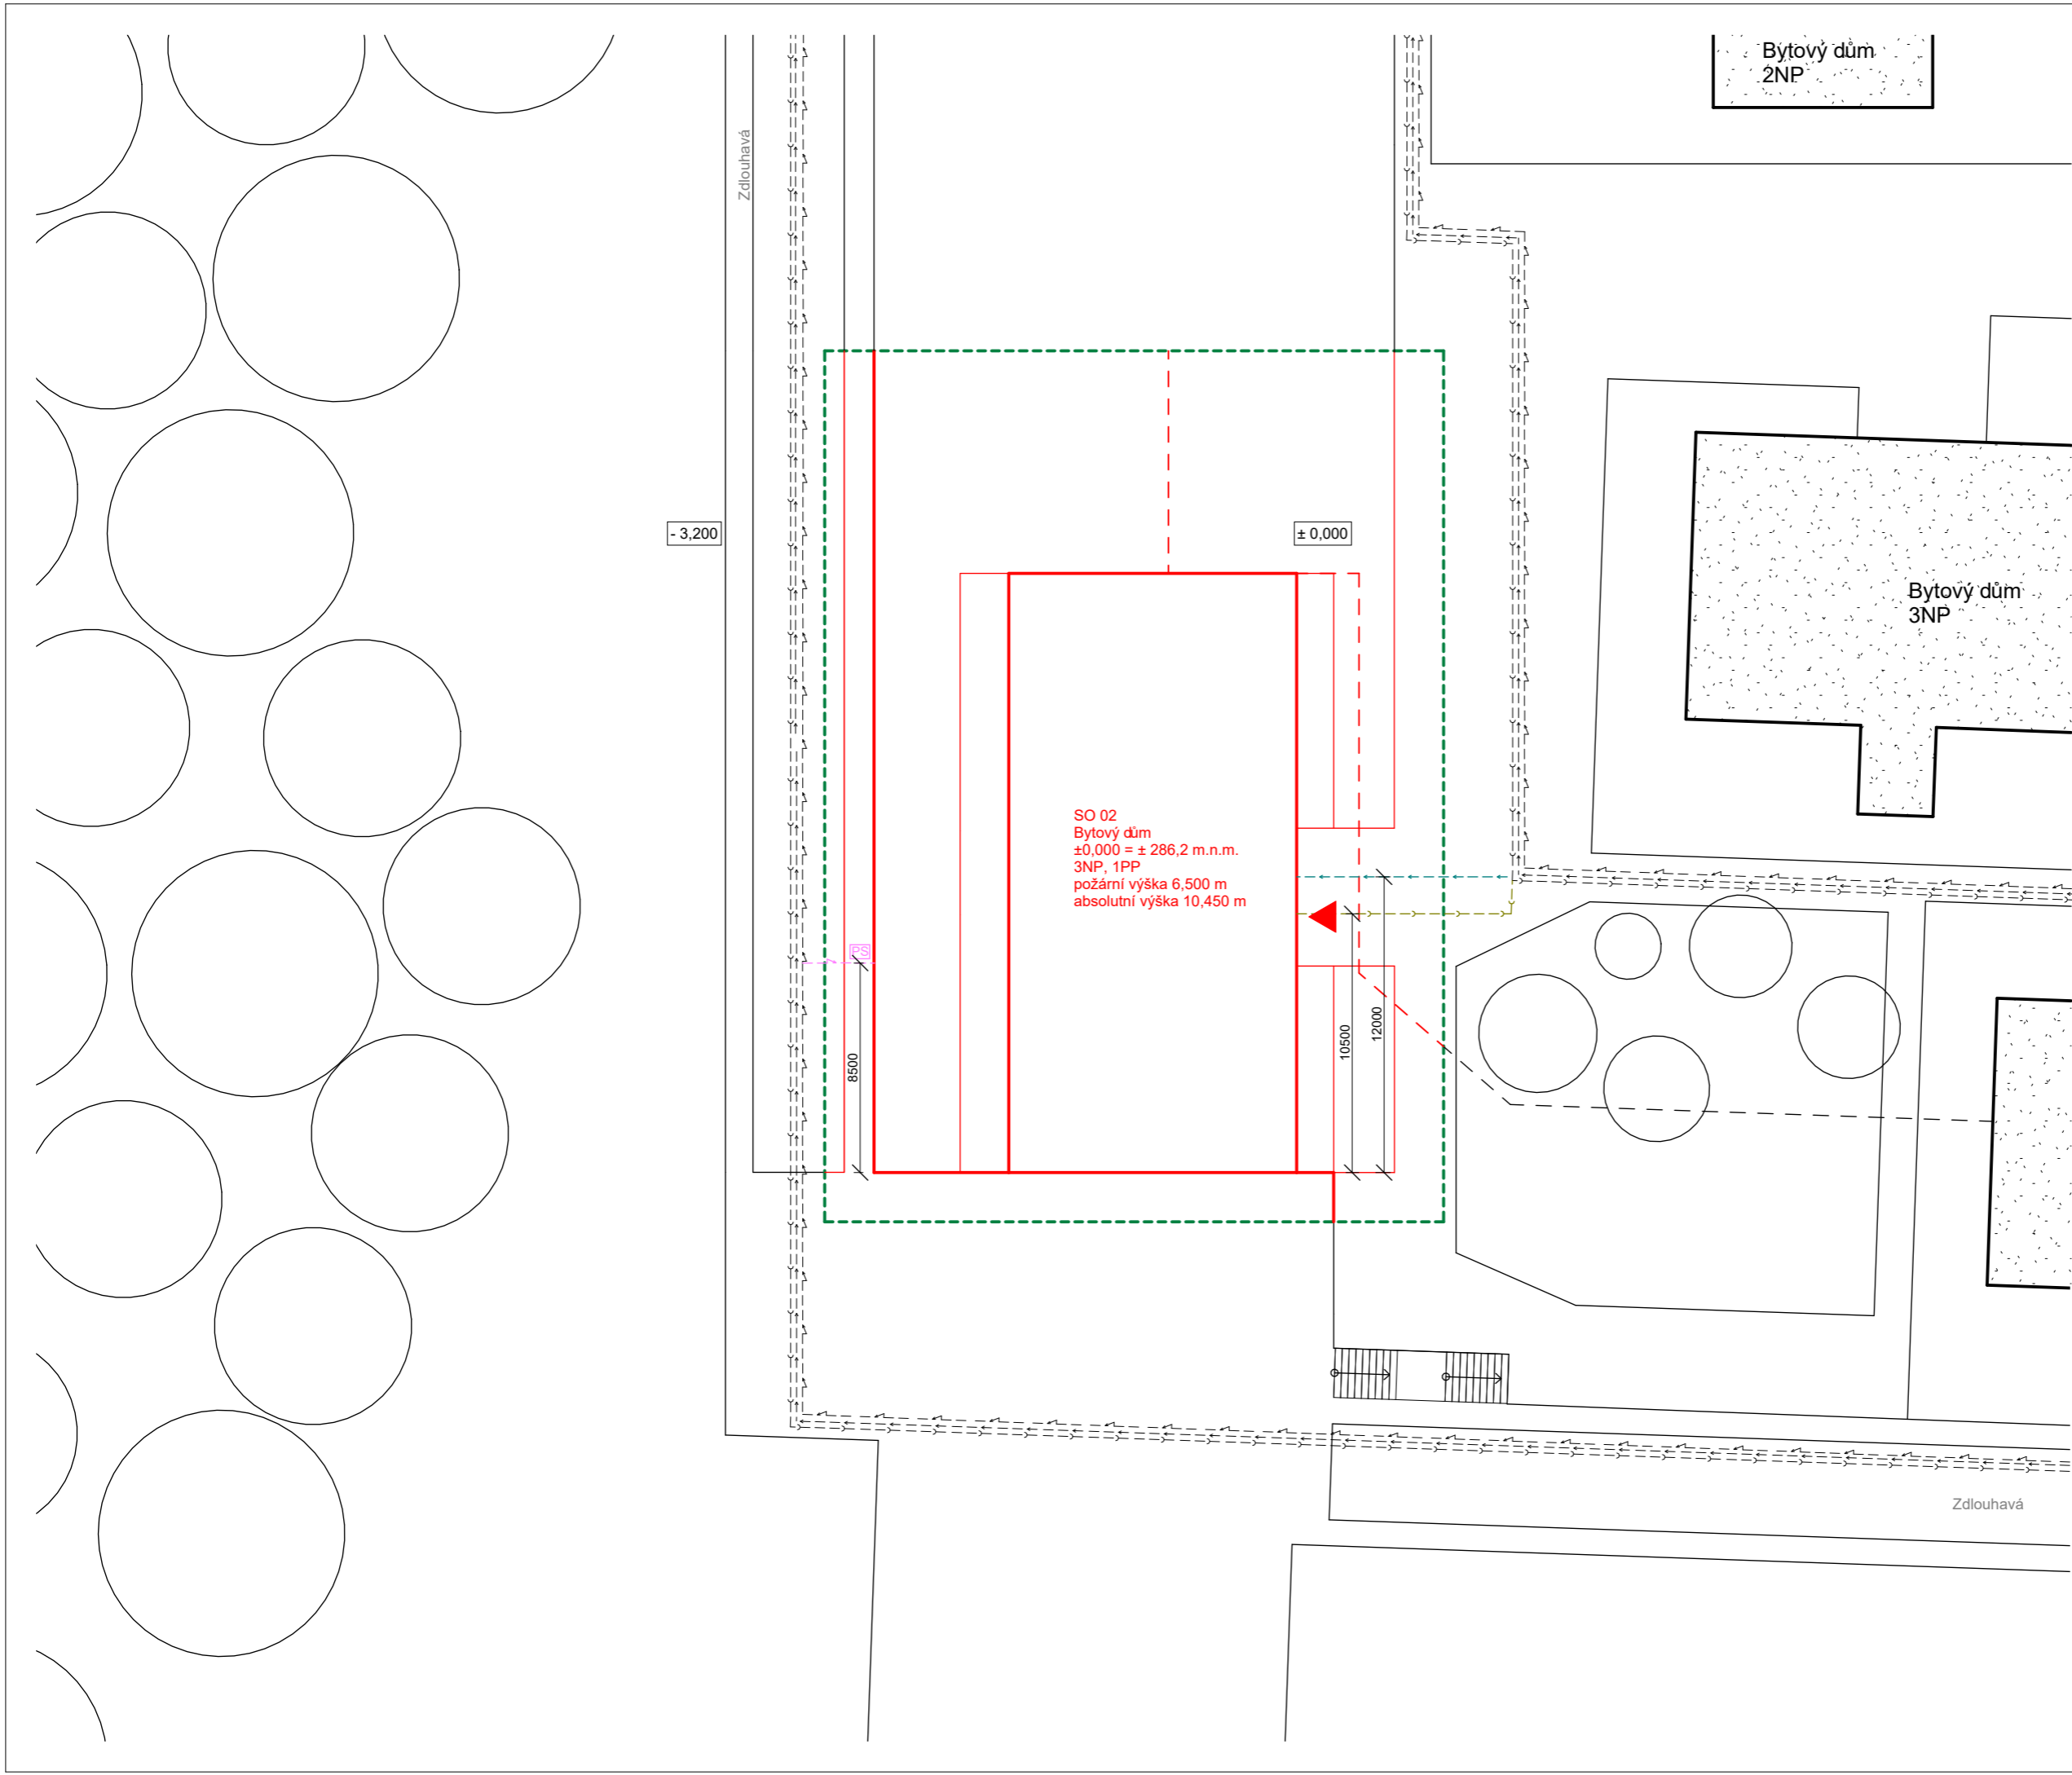 Bytový dům
2NP
Zdlouhavá
- 3,200
± 0,000
Bytový dům
3NP
SO 02
Bytový dům
±0,000 = ± 286,2 m.n.m.
3NP, 1PP
požární výška 6,500 m
absolutní výška 10,450 m
PS
8500
10500
12000
Zdlouhavá